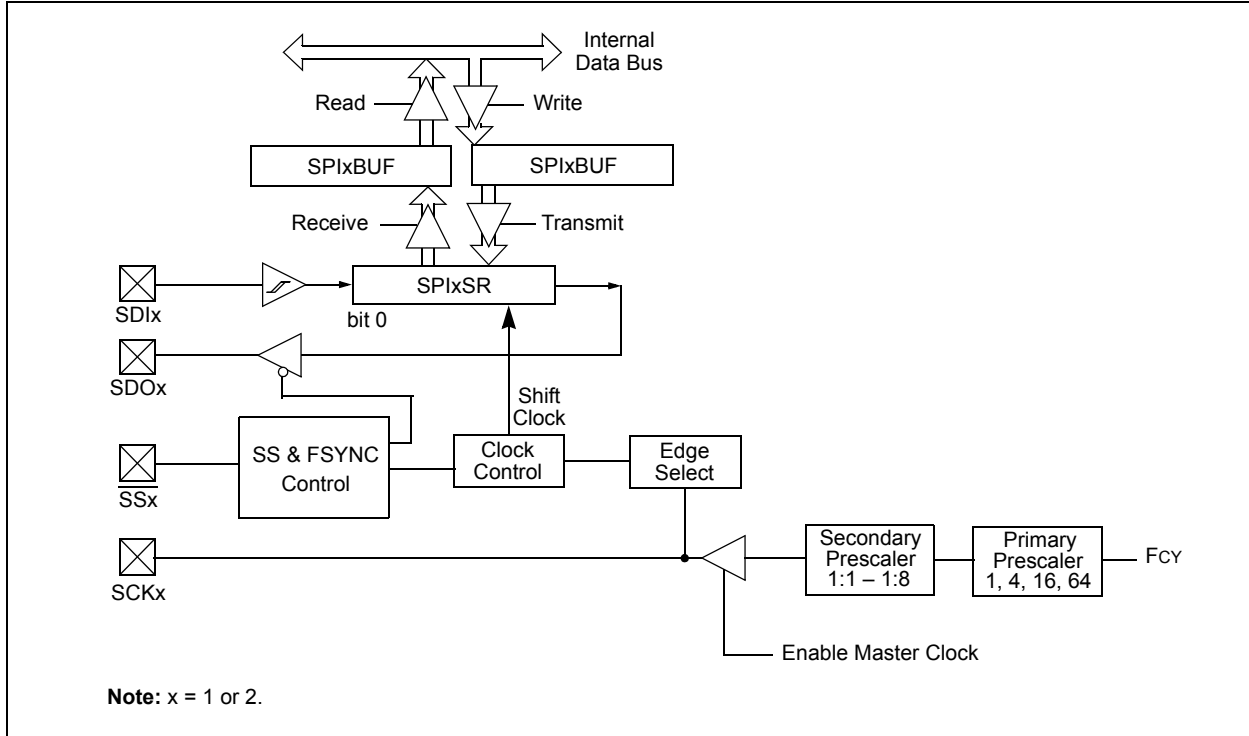 Internal
Data Bus
Read
Write
SPIxBUF
SPIxBUF
Receive
Transmit
SDIx
SPIxSR
bit 0
SDOx
Shift
Clock
SSx
SS & FSYNC
Control
Clock
Control
Edge
Select
SCKx
Secondary
Prescaler
1:1 – 1:8
Primary
Prescaler
1, 4, 16, 64
FCY
Enable Master Clock
Note: x = 1 or 2.